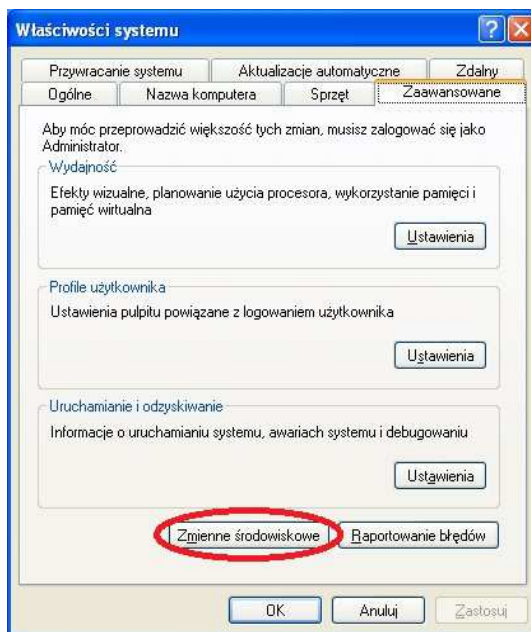 Właściwości systemu
Przywracanie systemu Aktualizacje automatyczne Zdalny
Ogólne Nazwa komputera Sprzęt Zaawansowane
Aby móc przeprowadzić większość tych zmian, musisz zalogować się jako
Administrator.
Wydajność
Efekty wizualne, planowanie użycia procesora, wykorzystanie pamięci i
pamięć wirtualna
Ustawienia
Profile użytkownika
Ustawienia pulpitu powiązane z logowaniem użytkownika
Ustawienia
Uruchamianie i odzyskiwanie
Informacje o uruchamianiu systemu, awariach systemu i debugowaniu
Ustawienia
Zmienne środowiskowe Raportowanie błędów
OK Anuluj Zastosuj